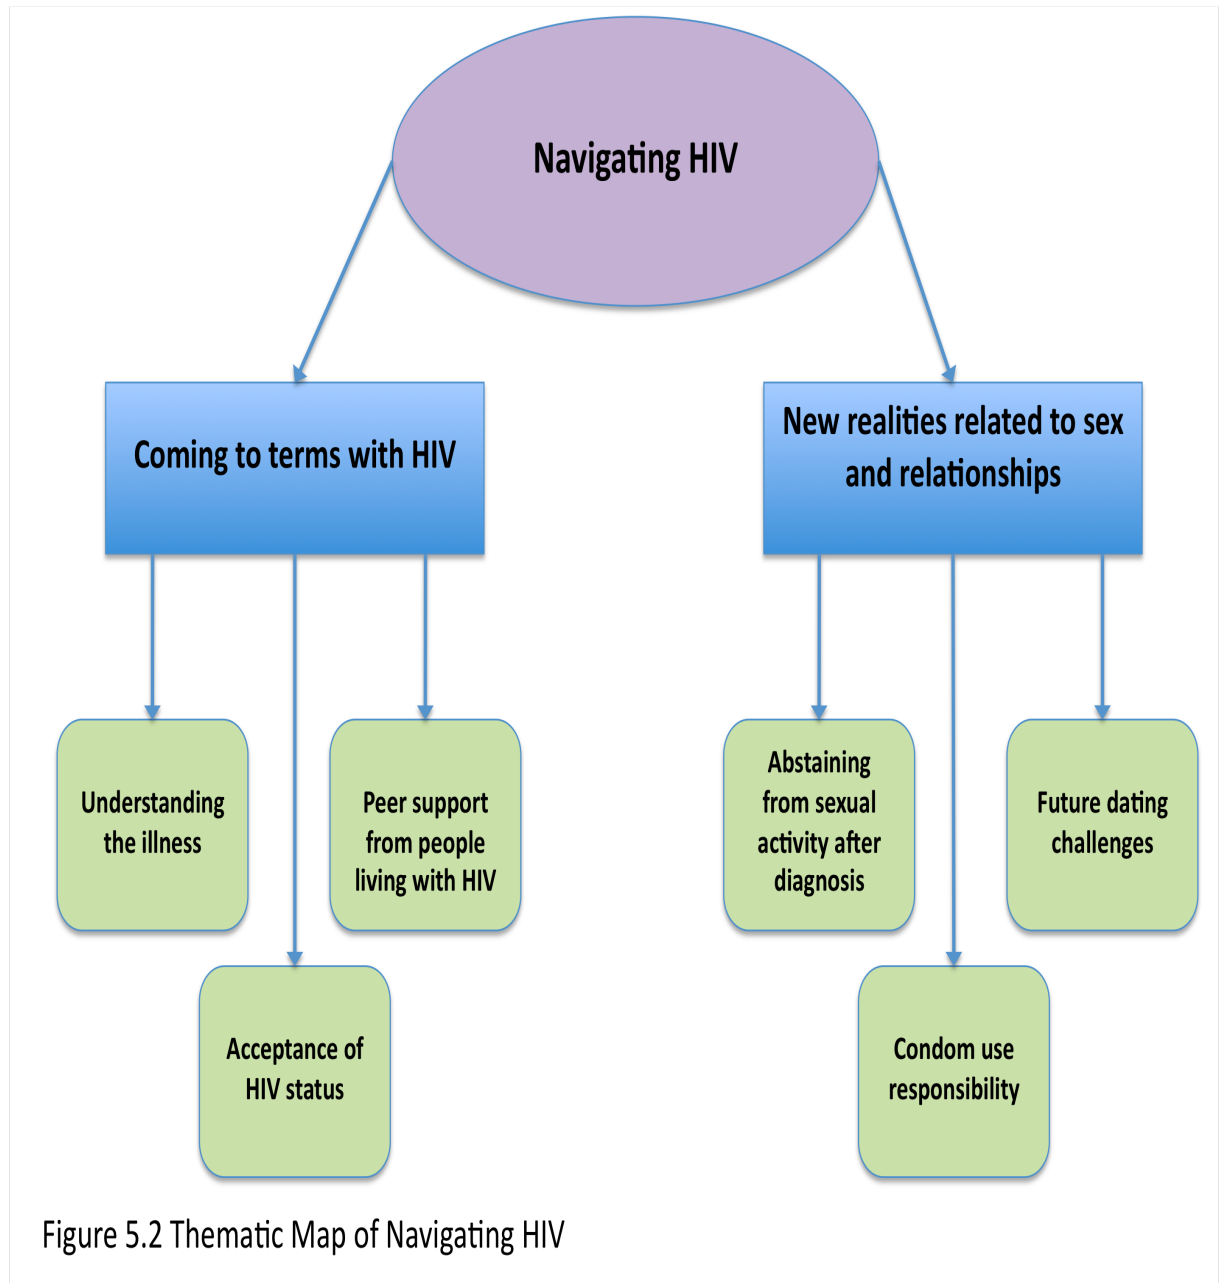 Navigating HIV
Coming to terms with HIV
New realities related to sex
and relationships
Understanding
the illness
Peer support
from people
living with HIV
Abstaining
from sexual
activity after
diagnosis
Future dating
challenges
Acceptance of
HIV status
Condom use
responsibility
Figure 5.2 Thematic Map of Navigating HIV